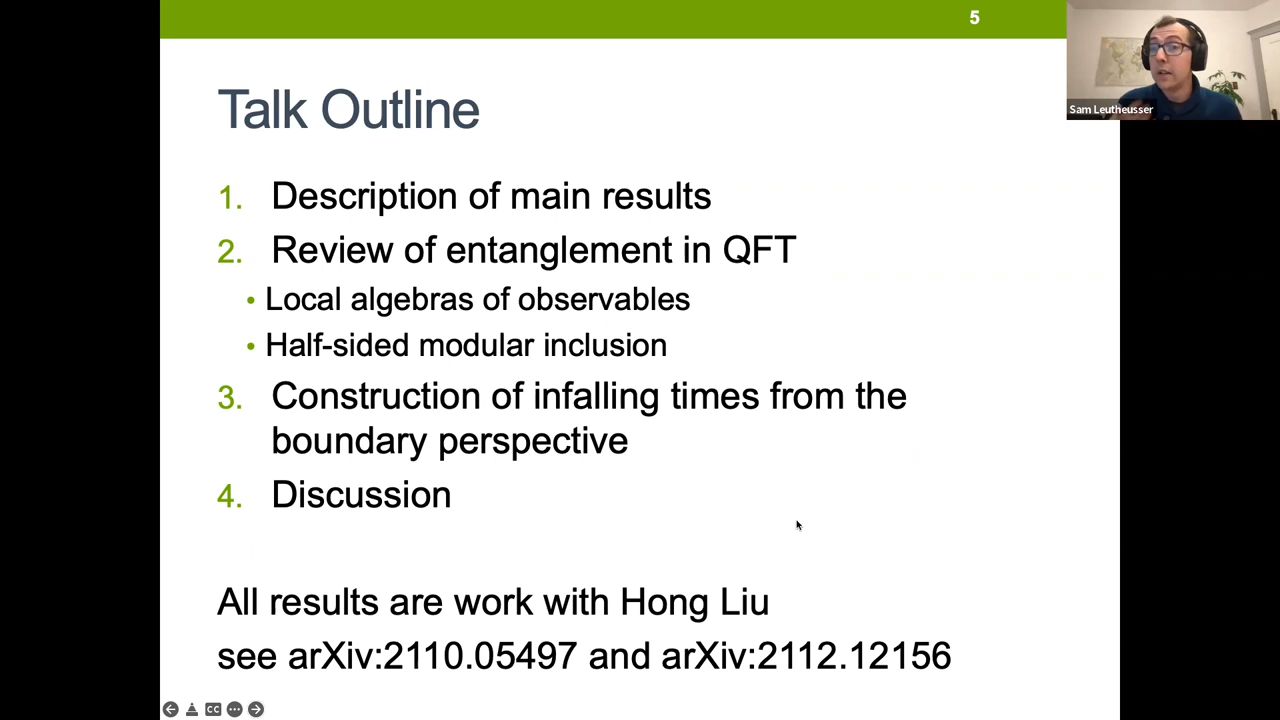 5
Sam Leutheusser
Talk Outline
1. Description of main results
2. Review of entanglement in QFT
• Local algebras of observables
• Half-sided modular inclusion
3. Construction of infalling times from the
boundary perspective
4. Discussion
All results are work with Hong Liu
see arXiv:2110.05497 and arXiv:2112.12156
CC